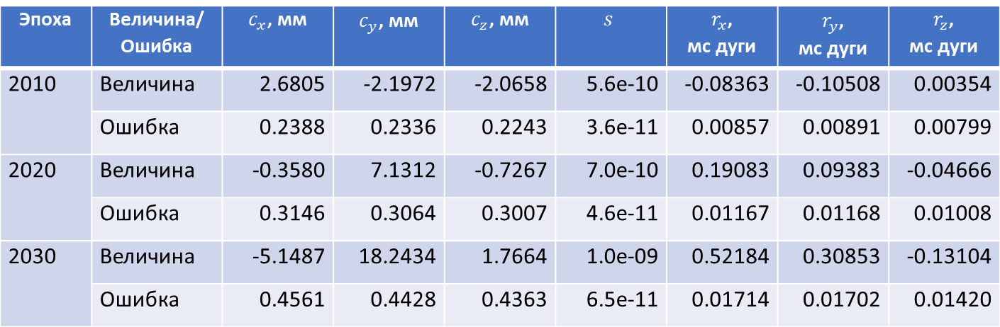 Эпоха Величина/ Ошибка cₓ, мм c_y, мм c_z, мм s rₓ, мс дуги r_y, мс дуги r_z, мс дуги
2010 Величина 2.6805 -2.1972 -2.0658 5.6e-10 -0.08363 -0.10508 0.00354
Ошибка 0.2388 0.2336 0.2243 3.6e-11 0.00857 0.00891 0.00799
2020 Величина -0.3580 7.1312 -0.7267 7.0e-10 0.19083 0.09383 -0.04666
Ошибка 0.3146 0.3064 0.3007 4.6e-11 0.01167 0.01168 0.01008
2030 Величина -5.1487 18.2434 1.7664 1.0e-09 0.52184 0.30853 -0.13104
Ошибка 0.4561 0.4428 0.4363 6.5e-11 0.01714 0.01702 0.01420